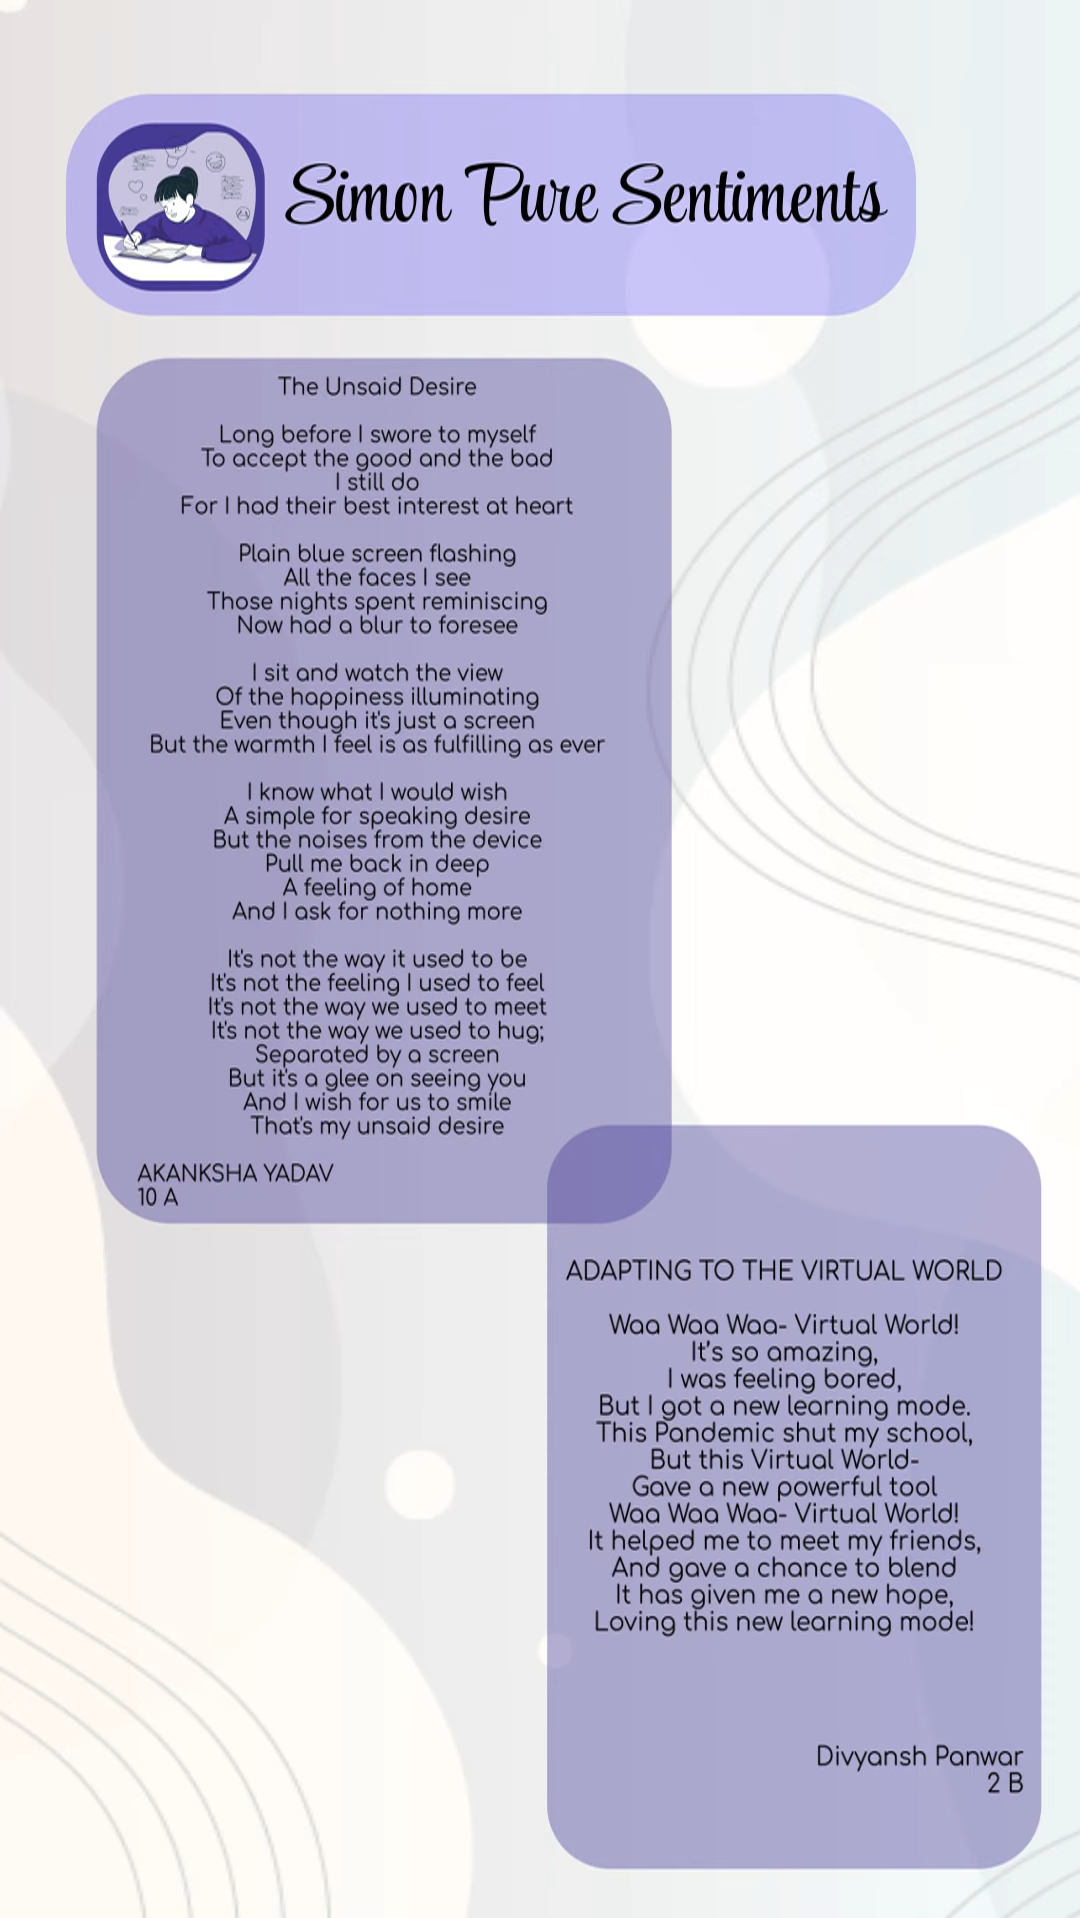 Simon Pure Sentiments
The Unsaid Desire
Long before I swore to myself
To accept the good and the bad
I still do
For I had their best interest at heart
Plain blue screen flashing
All the faces I see
Those nights spent reminiscing
Now had a blur to foresee
I sit and watch the view
Of the happiness illuminating
Even though it's just a screen
But the warmth I feel is as fulfilling as ever
I know what I would wish
A simple for speaking desire
But the noises from the device
Pull me back in deep
A feeling of home
And I ask for nothing more
It's not the way it used to be
It's not the feeling I used to feel
It's not the way we used to meet
It's not the way we used to hug;
Separated by a screen
But it's a glee on seeing you
And I wish for us to smile
That's my unsaid desire
AKANKSHA YADAV
10 A
ADAPTING TO THE VIRTUAL WORLD
Waa Waa Waa- Virtual World!
It's so amazing,
I was feeling bored,
But I got a new learning mode.
This Pandemic shut my school,
But this Virtual World-
Gave a new powerful tool
Waa Waa Waa- Virtual World!
It helped me to meet my friends,
And gave a chance to blend
It has given me a new hope,
Loving this new learning mode!
Divyansh Panwar
2 B